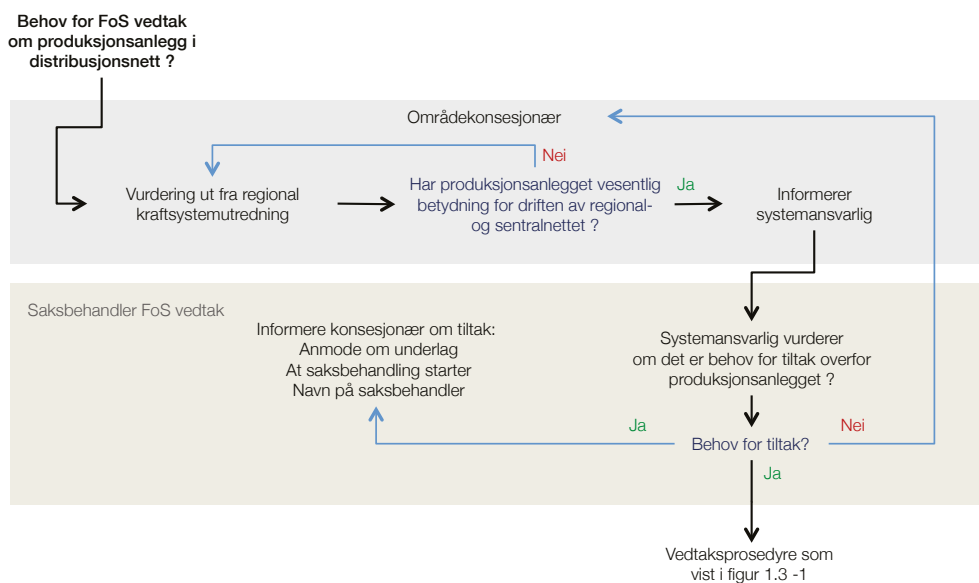 Behov for FoS vedtak
om produksjonsanlegg i
distribusjonsnett ?
Områdekonsesjonær
Nei
Vurdering ut fra regional
kraftsystemutredning
Har produksjonsanlegget vesentlig
betydning for driften av regional-
og sentralnettet ?
Ja
Informerer
systemansvarlig
Saksbehandler FoS vedtak
Informere konsesjonær om tiltak:
Anmode om underlag
At saksbehandling starter
Navn på saksbehandler
Systemansvarlig vurderer
om det er behov for tiltak overfor
produksjonsanlegget ?
Ja
Behov for tiltak?
Nei
Ja
Vedtaksprosedyre som
vist i figur 1.3 -1